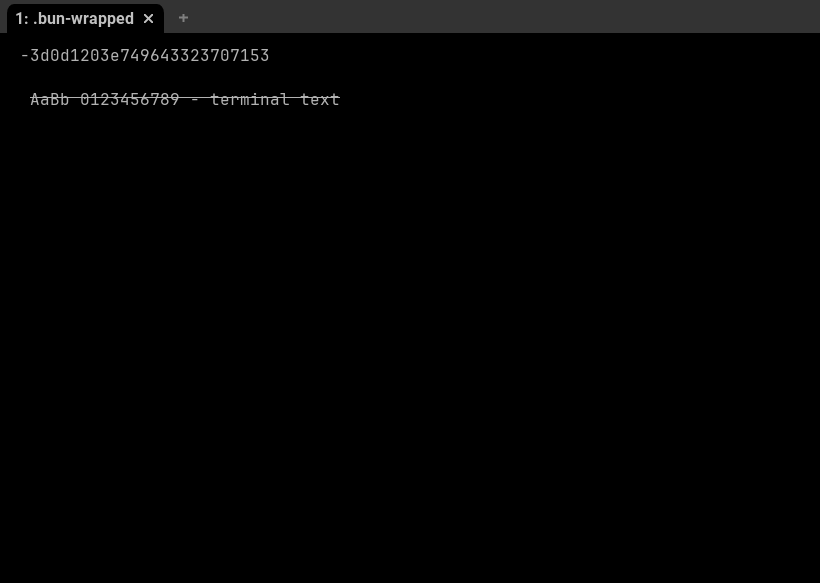 1: .bun-wrapped × +
-3d0d1203e749643323707153
AaBb 0123456789 - terminal text